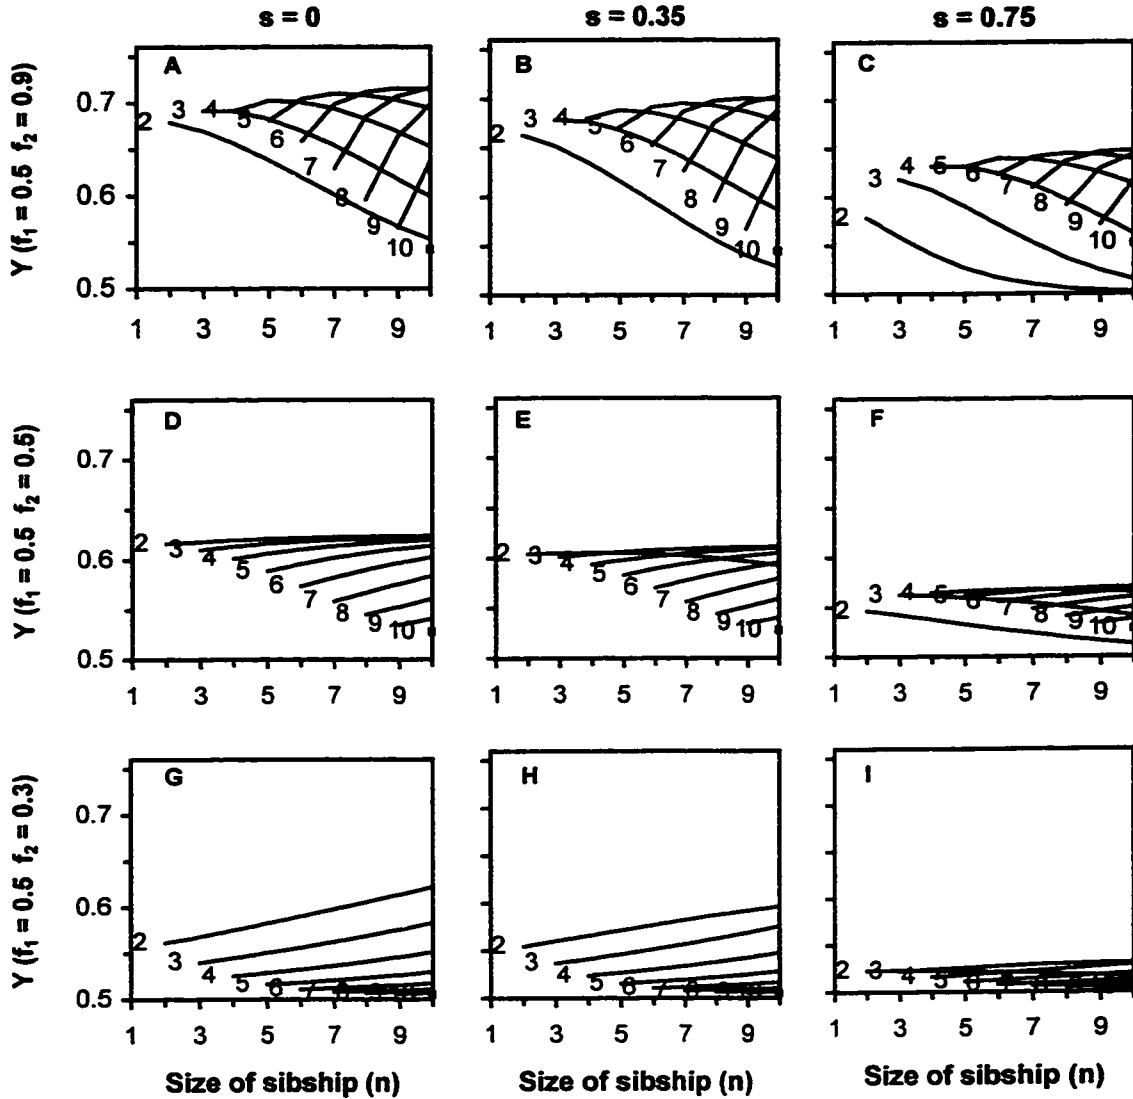 s = 0 s = 0.35 s = 0.75
Y (f₁ = 0.5 f₂ = 0.9)
A
0.7
0.6
0.5
2 3 4 5 6 7 8 9 10
1 3 5 7 9
B
2 3 4 5 6 7 8 9 10
1 3 5 7 9
C
2 3 4 5 6 7 8 9 10
1 3 5 7 9
Y (f₁ = 0.5 f₂ = 0.5)
D
0.7
0.6
0.5
2 3 4 5 6 7 8 9 10
1 3 5 7 9
E
2 3 4 5 6 7 8 9 10
1 3 5 7 9
F
2 3 4 5 6 7 8 9 10
1 3 5 7 9
Y (f₁ = 0.5 f₂ = 0.3)
G
0.7
0.6
0.5
2 3 4 5 6 7
1 3 5 7 9
H
2 3 4 5 6 7
1 3 5 7 9
I
2 3 4 5 6 7
1 3 5 7 9
Size of sibship (n) Size of sibship (n) Size of sibship (n)